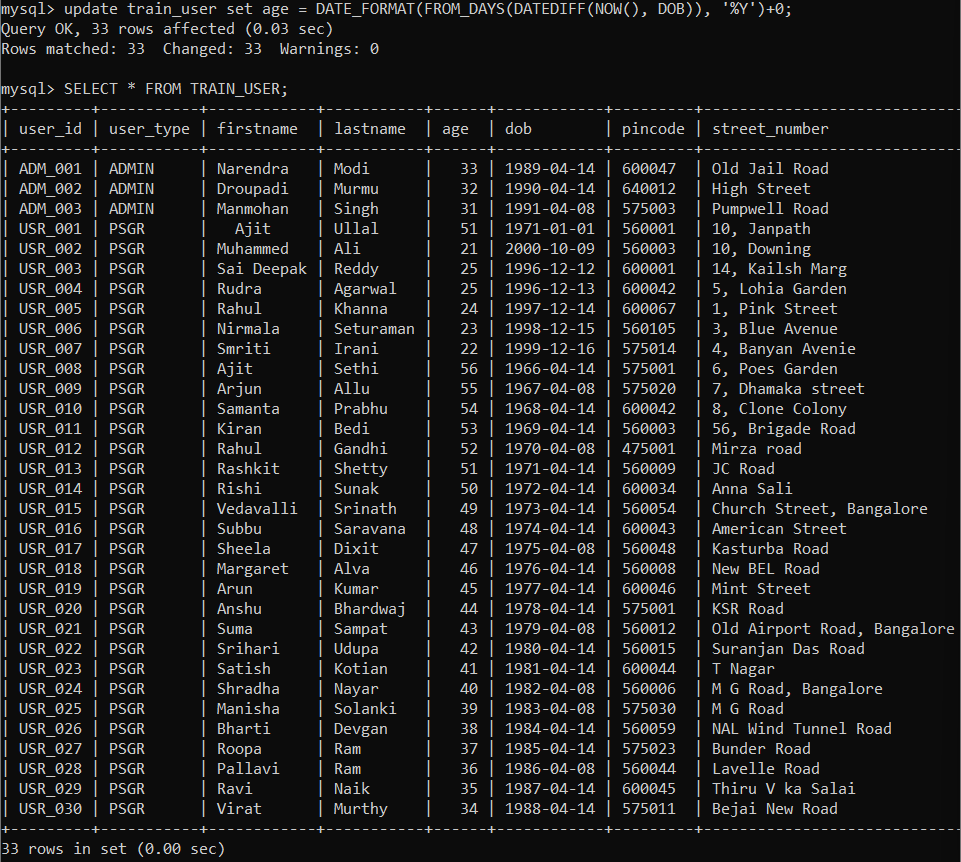 mysql> update train_user set age = DATE_FORMAT(FROM_DAYS(DATEDIFF(NOW(), DOB)), '%Y')+0;
Query OK, 33 rows affected (0.03 sec)
Rows matched: 33  Changed: 33  Warnings: 0
mysql> SELECT * FROM TRAIN_USER;
+---------+-----------+------------+-----------+------+------------+---------+----------------------------
| user_id | user_type | firstname  | lastname  | age  | dob        | pincode | street_number
+---------+-----------+------------+-----------+------+------------+---------+----------------------------
| ADM_001 | ADMIN     | Narendra   | Modi      |   33 | 1989-04-14 | 600047  | Old Jail Road
| ADM_002 | ADMIN     | Droupadi   | Murmu     |   32 | 1990-04-14 | 640012  | High Street
| ADM_003 | ADMIN     | Manmohan   | Singh     |   31 | 1991-04-08 | 575003  | Pumpwell Road
| USR_001 | PSGR      |   Ajit     | Ullal     |   51 | 1971-01-01 | 560001  | 10, Janpath
| USR_002 | PSGR      | Muhammed   | Ali       |   21 | 2000-10-09 | 560003  | 10, Downing
| USR_003 | PSGR      | Sai Deepak | Reddy     |   25 | 1996-12-12 | 600001  | 14, Kailsh Marg
| USR_004 | PSGR      | Rudra      | Agarwal   |   25 | 1996-12-13 | 600042  | 5, Lohia Garden
| USR_005 | PSGR      | Rahul      | Khanna    |   24 | 1997-12-14 | 600067  | 1, Pink Street
| USR_006 | PSGR      | Nirmala    | Seturaman |   23 | 1998-12-15 | 560105  | 3, Blue Avenue
| USR_007 | PSGR      | Smriti     | Irani     |   22 | 1999-12-16 | 575014  | 4, Banyan Avenie
| USR_008 | PSGR      | Ajit       | Sethi     |   56 | 1966-04-14 | 575001  | 6, Poes Garden
| USR_009 | PSGR      | Arjun      | Allu      |   55 | 1967-04-08 | 575020  | 7, Dhamaka street
| USR_010 | PSGR      | Samanta    | Prabhu    |   54 | 1968-04-14 | 600042  | 8, Clone Colony
| USR_011 | PSGR      | Kiran      | Bedi      |   53 | 1969-04-14 | 560003  | 56, Brigade Road
| USR_012 | PSGR      | Rahul      | Gandhi    |   52 | 1970-04-08 | 475001  | Mirza road
| USR_013 | PSGR      | Rashkit    | Shetty    |   51 | 1971-04-14 | 560009  | JC Road
| USR_014 | PSGR      | Rishi      | Sunak     |   50 | 1972-04-14 | 600034  | Anna Sali
| USR_015 | PSGR      | Vedavalli  | Srinath   |   49 | 1973-04-14 | 560054  | Church Street, Bangalore
| USR_016 | PSGR      | Subbu      | Saravana  |   48 | 1974-04-14 | 600043  | American Street
| USR_017 | PSGR      | Sheela     | Dixit     |   47 | 1975-04-08 | 560048  | Kasturba Road
| USR_018 | PSGR      | Margaret   | Alva      |   46 | 1976-04-14 | 560008  | New BEL Road
| USR_019 | PSGR      | Arun       | Kumar     |   45 | 1977-04-14 | 600046  | Mint Street
| USR_020 | PSGR      | Anshu      | Bhardwaj  |   44 | 1978-04-14 | 575001  | KSR Road
| USR_021 | PSGR      | Suma       | Sampat    |   43 | 1979-04-08 | 560012  | Old Airport Road, Bangalore
| USR_022 | PSGR      | Srihari    | Udupa     |   42 | 1980-04-14 | 560015  | Suranjan Das Road
| USR_023 | PSGR      | Satish     | Kotian    |   41 | 1981-04-14 | 600044  | T Nagar
| USR_024 | PSGR      | Shradha    | Nayar     |   40 | 1982-04-08 | 560006  | M G Road, Bangalore
| USR_025 | PSGR      | Manisha    | Solanki   |   39 | 1983-04-08 | 575030  | M G Road
| USR_026 | PSGR      | Bharti     | Devgan    |   38 | 1984-04-14 | 560059  | NAL Wind Tunnel Road
| USR_027 | PSGR      | Roopa      | Ram       |   37 | 1985-04-14 | 575023  | Bunder Road
| USR_028 | PSGR      | Pallavi    | Ram       |   36 | 1986-04-08 | 560044  | Lavelle Road
| USR_029 | PSGR      | Ravi       | Naik      |   35 | 1987-04-14 | 600045  | Thiru V ka Salai
| USR_030 | PSGR      | Virat      | Murthy    |   34 | 1988-04-14 | 575011  | Bejai New Road
+---------+-----------+------------+-----------+------+------------+---------+----------------------------
33 rows in set (0.00 sec)